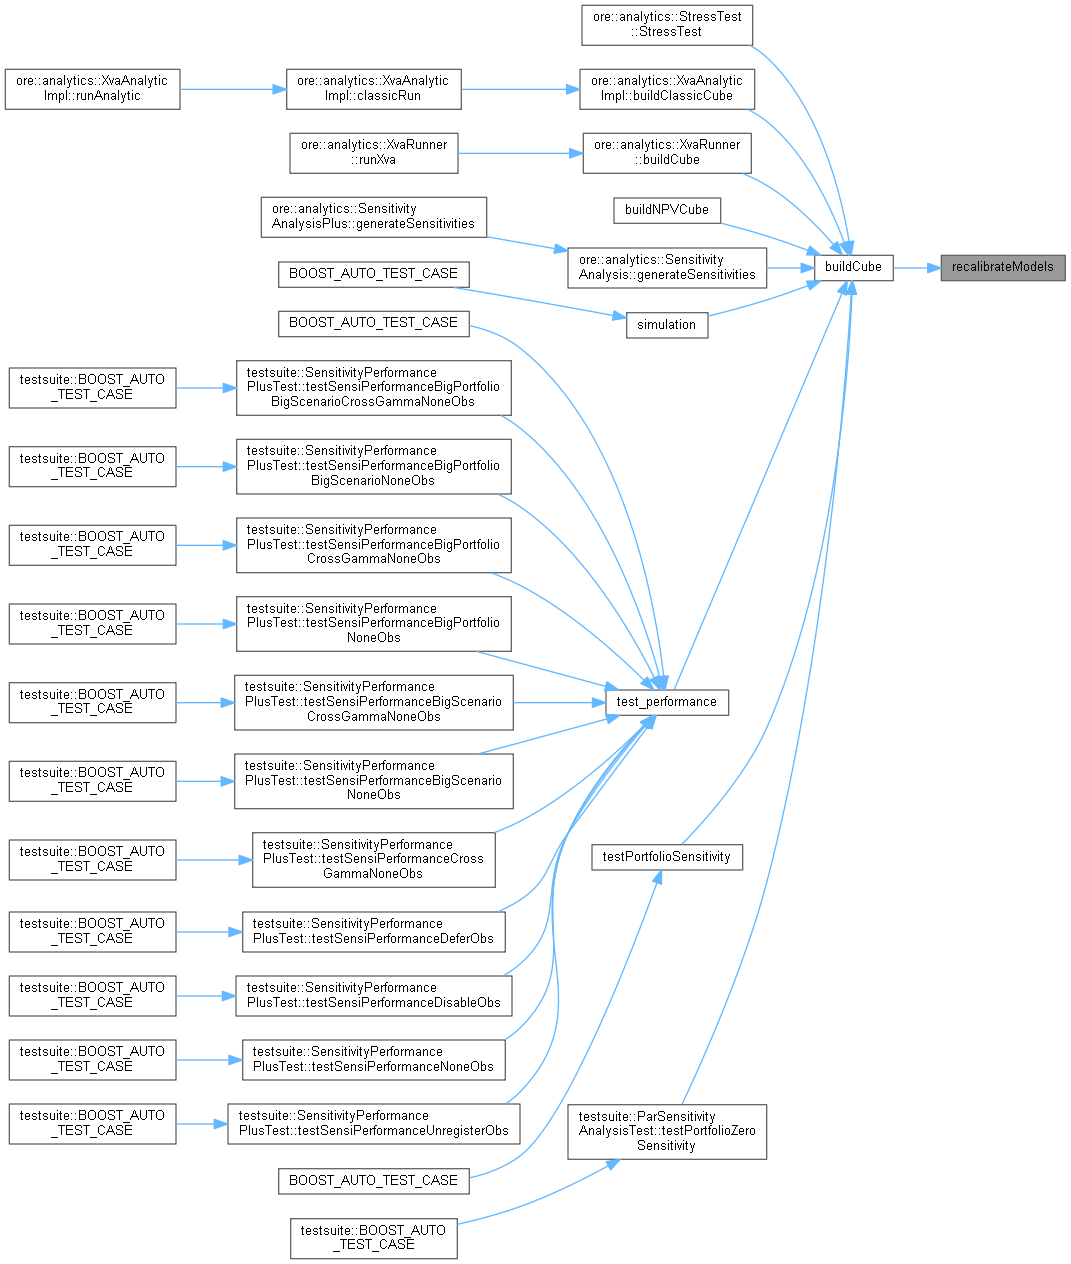 ore::analytics::StressTest
::StressTest
ore::analytics::XvaAnalytic
Impl::runAnalytic
ore::analytics::XvaAnalytic
Impl::classicRun
ore::analytics::XvaAnalytic
Impl::buildClassicCube
ore::analytics::XvaRunner
::runXva
ore::analytics::XvaRunner
::buildCube
buildNPVCube
ore::analytics::Sensitivity
AnalysisPlus::generateSensitivities
ore::analytics::Sensitivity
Analysis::generateSensitivities
buildCube
recalibrateModels
BOOST_AUTO_TEST_CASE
simulation
BOOST_AUTO_TEST_CASE
testsuite::BOOST_AUTO
_TEST_CASE
testsuite::SensitivityPerformance
PlusTest::testSensiPerformanceBigPortfolio
BigScenarioCrossGammaNoneObs
testsuite::BOOST_AUTO
_TEST_CASE
testsuite::SensitivityPerformance
PlusTest::testSensiPerformanceBigPortfolio
BigScenarioNoneObs
testsuite::BOOST_AUTO
_TEST_CASE
testsuite::SensitivityPerformance
PlusTest::testSensiPerformanceBigPortfolio
CrossGammaNoneObs
testsuite::BOOST_AUTO
_TEST_CASE
testsuite::SensitivityPerformance
PlusTest::testSensiPerformanceBigPortfolio
NoneObs
testsuite::BOOST_AUTO
_TEST_CASE
testsuite::SensitivityPerformance
PlusTest::testSensiPerformanceBigScenario
CrossGammaNoneObs
test_performance
testsuite::BOOST_AUTO
_TEST_CASE
testsuite::SensitivityPerformance
PlusTest::testSensiPerformanceBigScenario
NoneObs
testsuite::BOOST_AUTO
_TEST_CASE
testsuite::SensitivityPerformance
PlusTest::testSensiPerformanceCross
GammaNoneObs
testPortfolioSensitivity
testsuite::BOOST_AUTO
_TEST_CASE
testsuite::SensitivityPerformance
PlusTest::testSensiPerformanceDeferObs
testsuite::BOOST_AUTO
_TEST_CASE
testsuite::SensitivityPerformance
PlusTest::testSensiPerformanceDisableObs
testsuite::BOOST_AUTO
_TEST_CASE
testsuite::SensitivityPerformance
PlusTest::testSensiPerformanceNoneObs
testsuite::BOOST_AUTO
_TEST_CASE
testsuite::SensitivityPerformance
PlusTest::testSensiPerformanceUnregisterObs
testsuite::ParSensitivity
AnalysisTest::testPortfolioZero
Sensitivity
BOOST_AUTO_TEST_CASE
testsuite::BOOST_AUTO
_TEST_CASE